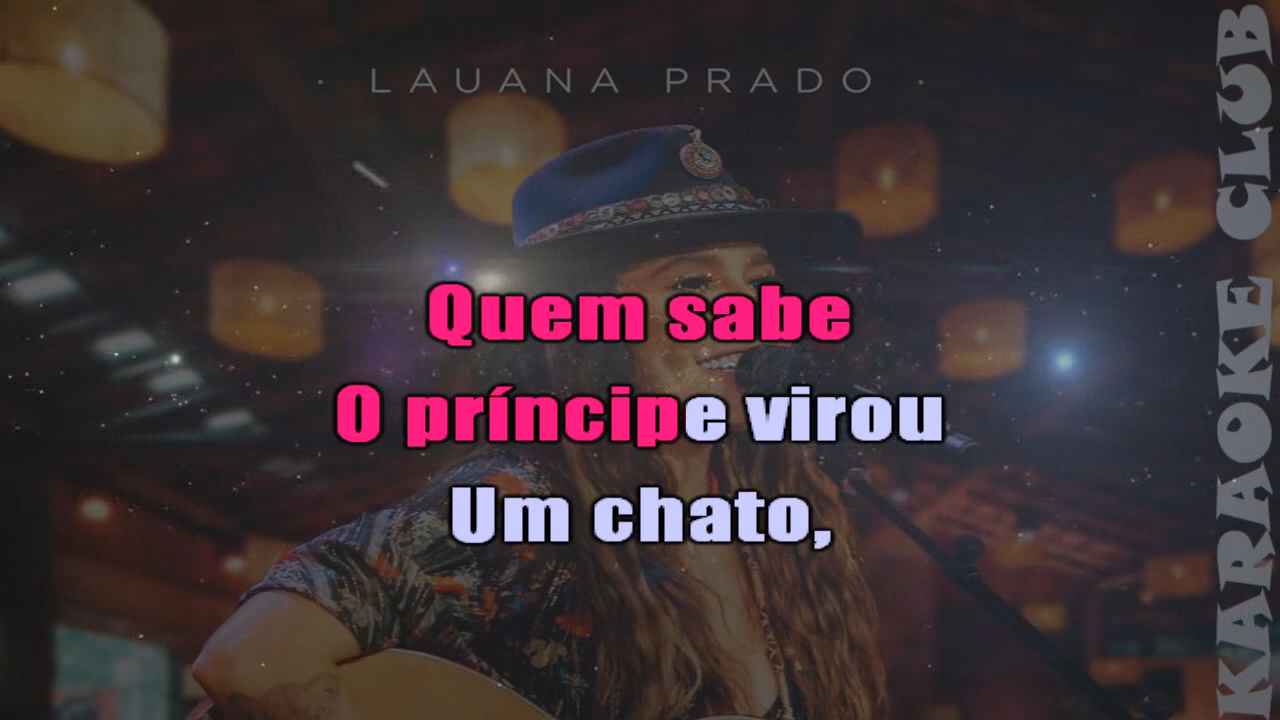 · LAUANA PRADO ·
Quem sabe
O príncipe virou
Um chato,
KARAOKE CLUB